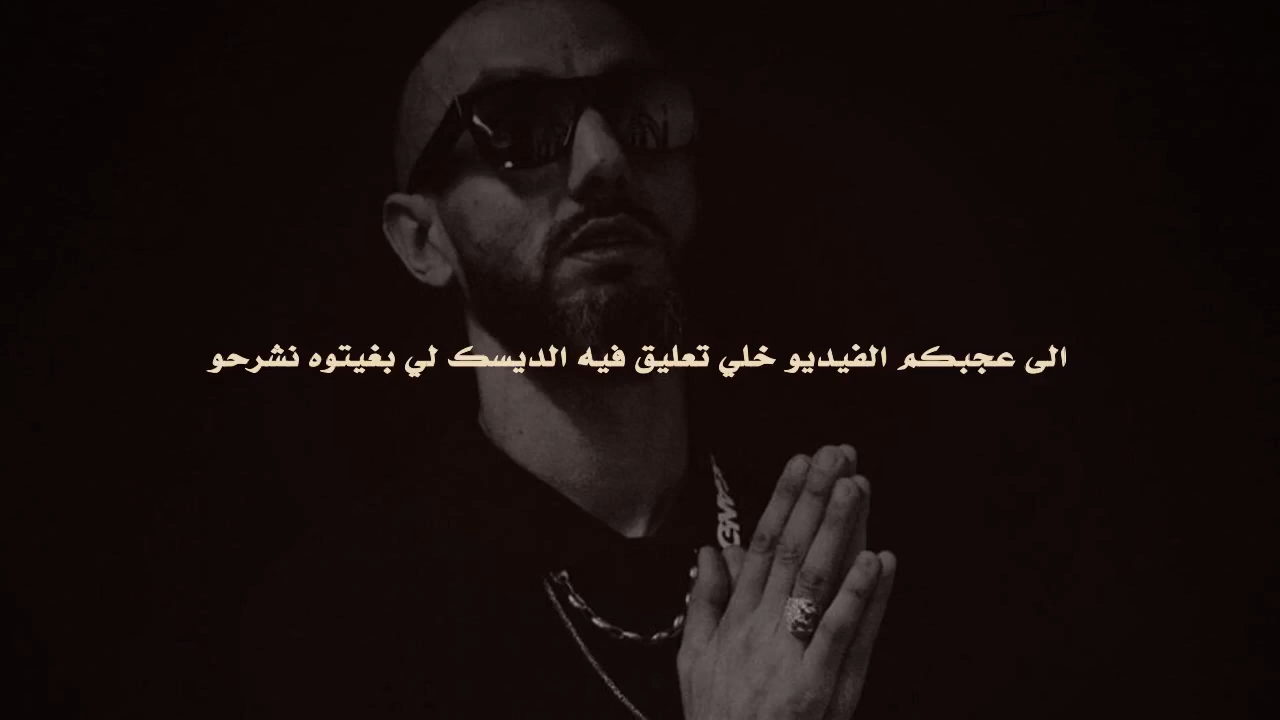 الى عجبكم الفيديو خلي تعليق فيه الديسك لي بغيتوه نشرحو